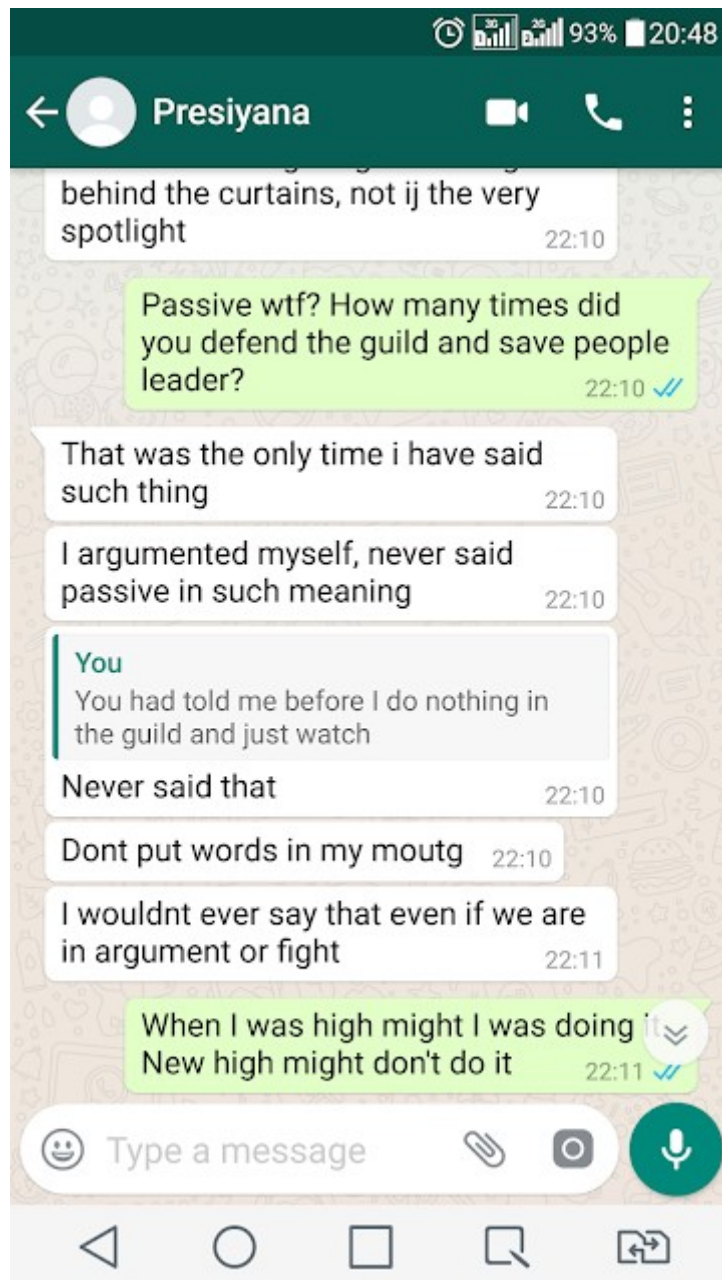 93% 20:48
Presiyana
behind the curtains, not ij the very
spotlight
22:10
Passive wtf? How many times did
you defend the guild and save people
leader?
22:10
That was the only time i have said
such thing
22:10
I argumented myself, never said
passive in such meaning
22:10
You
You had told me before I do nothing in
the guild and just watch
Never said that
22:10
Dont put words in my moutg
22:10
I wouldnt ever say that even if we are
in argument or fight
22:11
When I was high might I was doing
New high might don't do it
22:11
Type a message